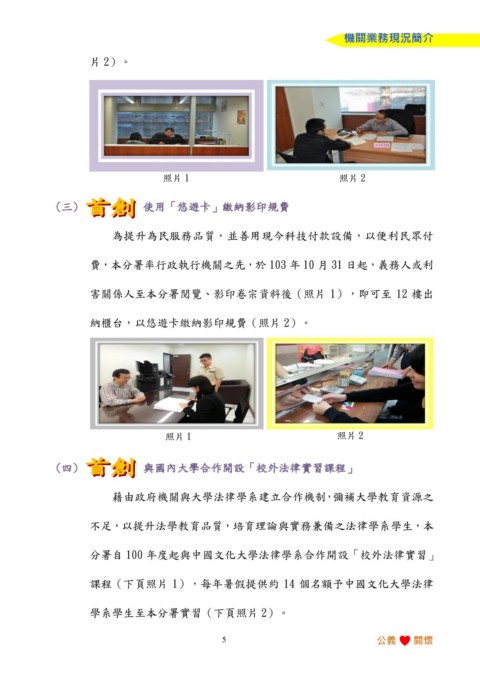 機關業務現況簡介
片 2）。
照片 1
照片 2
（三）首創 使用「悠遊卡」繳納影印規費
為提升為民服務品質，並善用現今科技付款設備，以便利民眾付
費，本分署率行政執行機關之先，於 103 年 10 月 31 日起，義務人或利
害關係人至本分署閱覽、影印卷宗資料後（照片 1），即可至 12 樓出
納櫃台，以悠遊卡繳納影印規費（照片 2）。
照片 1
照片 2
（四）首創 與國內大學合作開設「校外法律實習課程」
藉由政府機關與大學法律學系建立合作機制，彌補大學教育資源之
不足，以提升法學教育品質，培育理論與實務兼備之法律學系學生，本
分署自 100 年度起與中國文化大學法律學系合作開設「校外法律實習」
課程（下頁照片 1），每年暑假提供約 14 個名額予中國文化大學法律
學系學生至本分署實習（下頁照片 2）。
5
公義 關懷